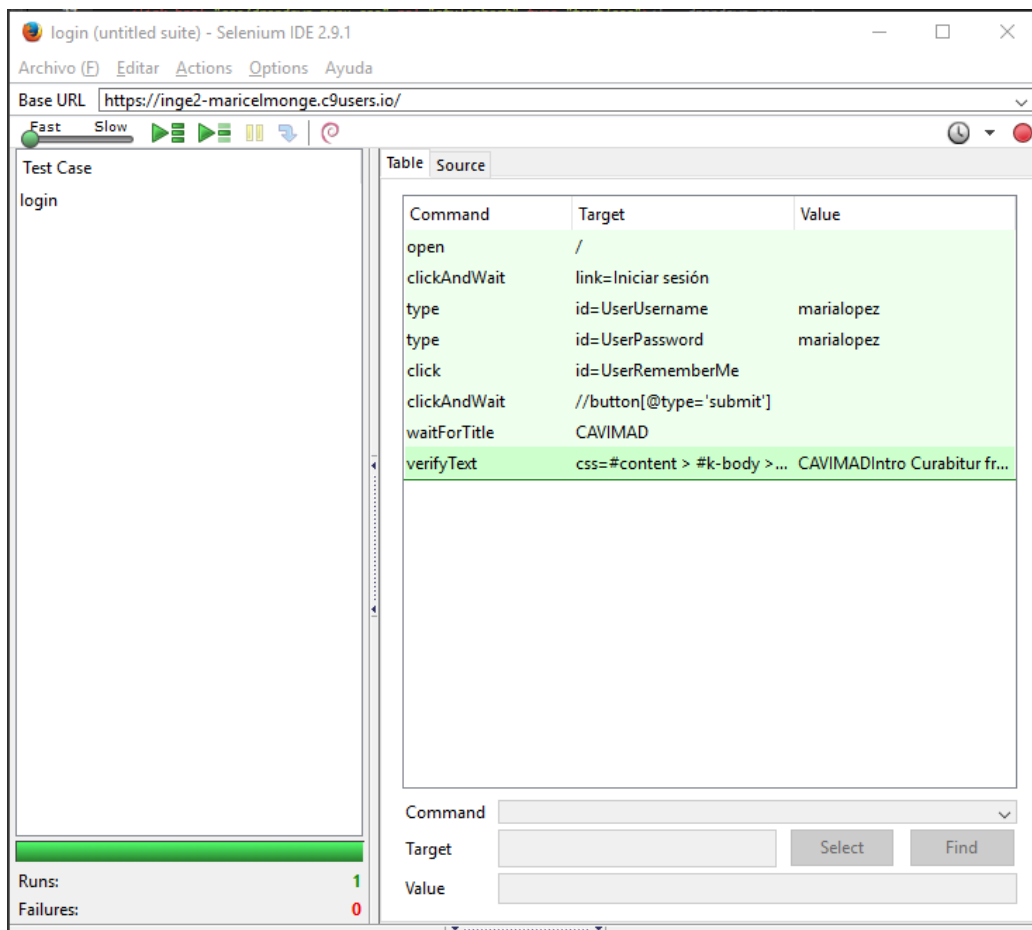 login (untitled suite) - Selenium IDE 2.9.1
Archivo (F) Editar Actions Options Ayuda
Base URL https://inge2-maricelmonge.c9users.io/
Fast Slow
Test Case
login
Table Source
Command Target Value
open /
clickAndWait link=Iniciar sesión
type id=UserUsername marialopez
type id=UserPassword marialopez
click id=UserRememberMe
clickAndWait //button[@type='submit']
waitForTitle CAVIMAD
verifyText css=#content > #k-body >... CAVIMADIntro Curabitur fr...
Command
Target Select Find
Value
Runs: 1
Failures: 0